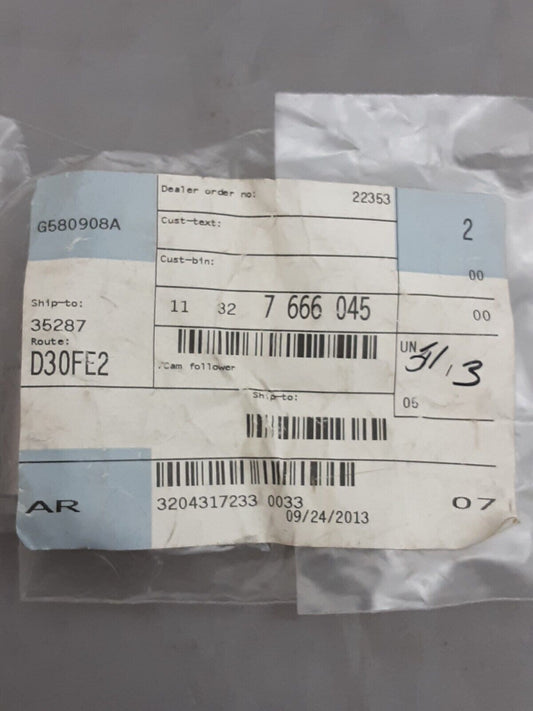 G580908A
Dealer order no: 22353
Cust-text:
2
Cust-bin:
00
Ship-to:
35287
11 32 7 666 045
00
Route:
D30FE2
.Cam follower
UN
Ship-to:
05
AR
3204317233 0033
09/24/2013
07